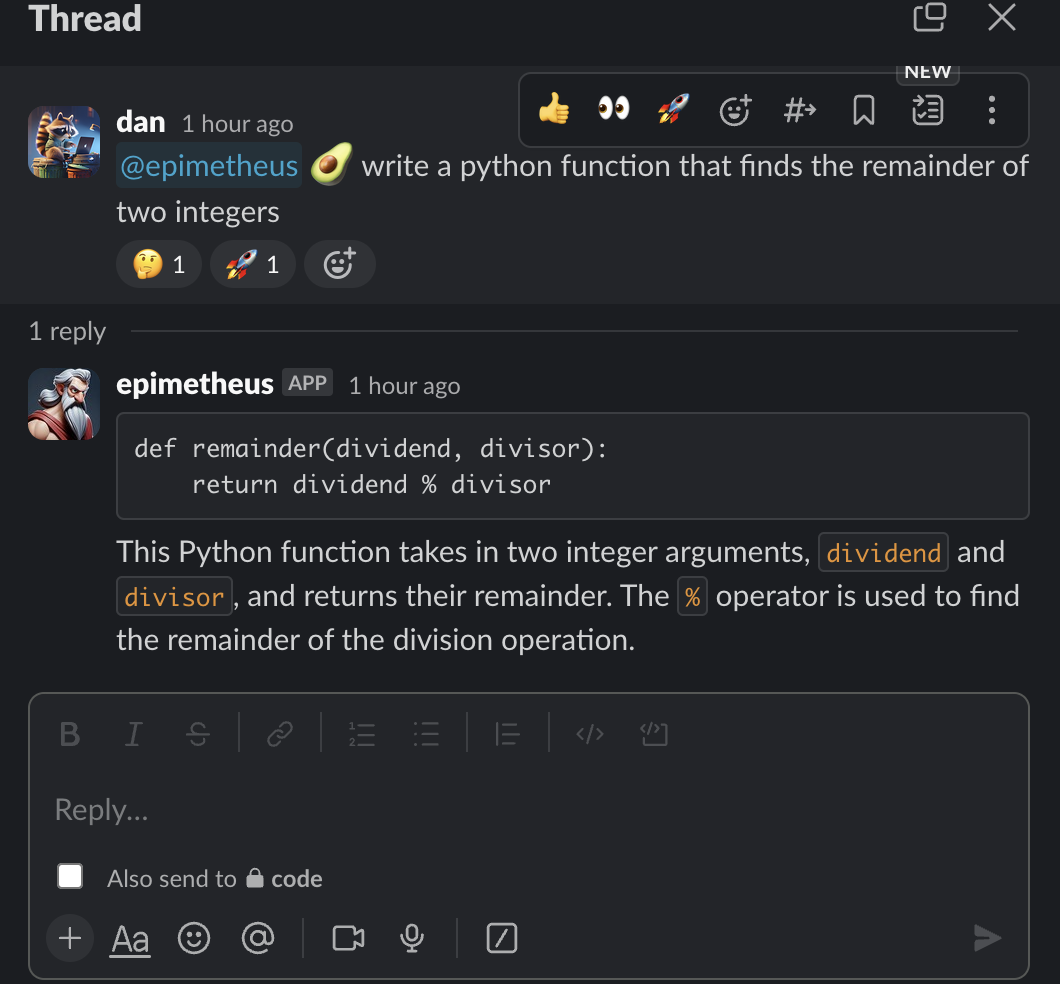 Thread
NEW
dan 1 hour ago
@epimetheus 🥑 write a python function that finds the remainder of
two integers
🤔 1 🚀 1
1 reply
epimetheus APP 1 hour ago
def remainder(dividend, divisor):
    return dividend % divisor
This Python function takes in two integer arguments, dividend and
divisor, and returns their remainder. The % operator is used to find
the remainder of the division operation.
B I S
Reply...
Also send to 🔒 code
+ Aa @